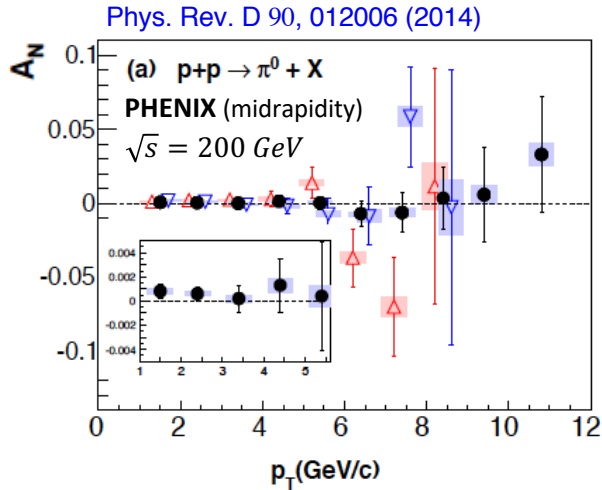 Phys. Rev. D 90, 012006 (2014)
A_N
0.1
0.05
0
-0.05
-0.1
(a) p+p → π⁰ + X
PHENIX (midrapidity)
√s = 200 GeV
0.004
0.002
0
-0.002
-0.004
1 2 3 4 5
0 2 4 6 8 10 12
p_T(GeV/c)